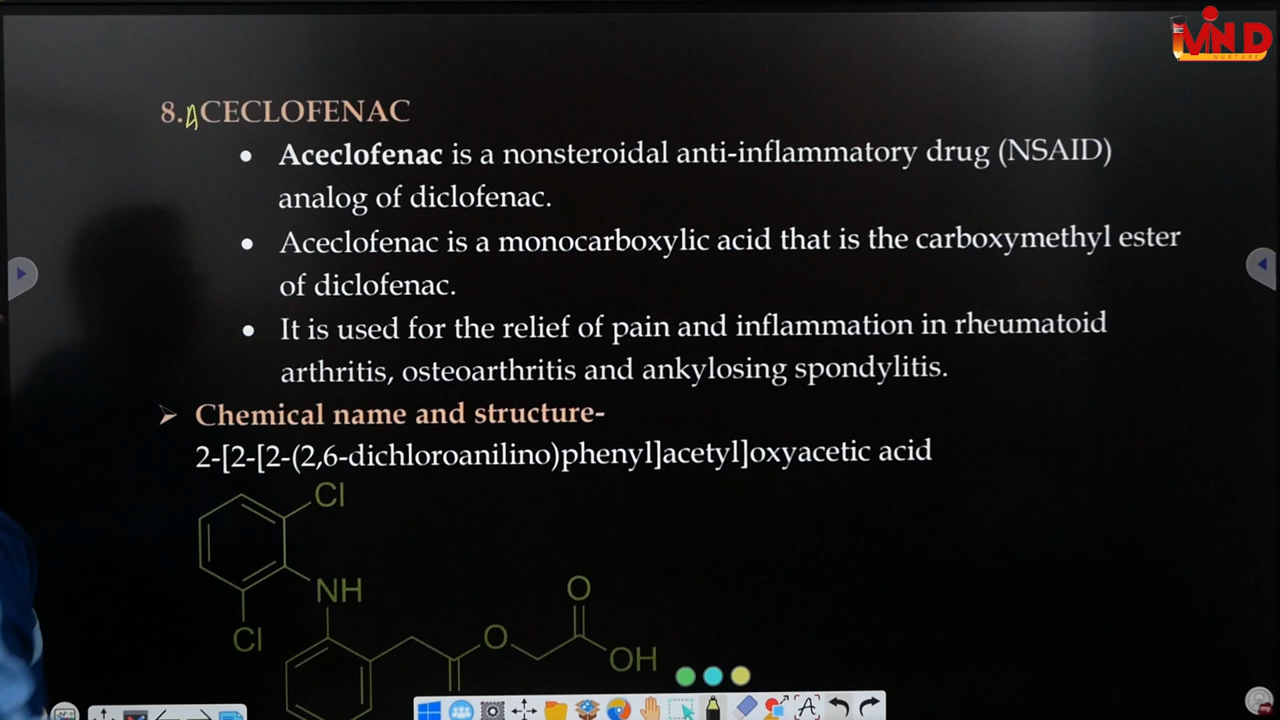 MIND
NURTURE
8. ACECLOFENAC
• Aceclofenac is a nonsteroidal anti-inflammatory drug (NSAID)
analog of diclofenac.
• Aceclofenac is a monocarboxylic acid that is the carboxymethyl ester
of diclofenac.
• It is used for the relief of pain and inflammation in rheumatoid
arthritis, osteoarthritis and ankylosing spondylitis.
➢ Chemical name and structure-
2-[2-[2-(2,6-dichloroanilino)phenyl]acetyl]oxyacetic acid
Cl
NH
O
Cl
O
OH
A